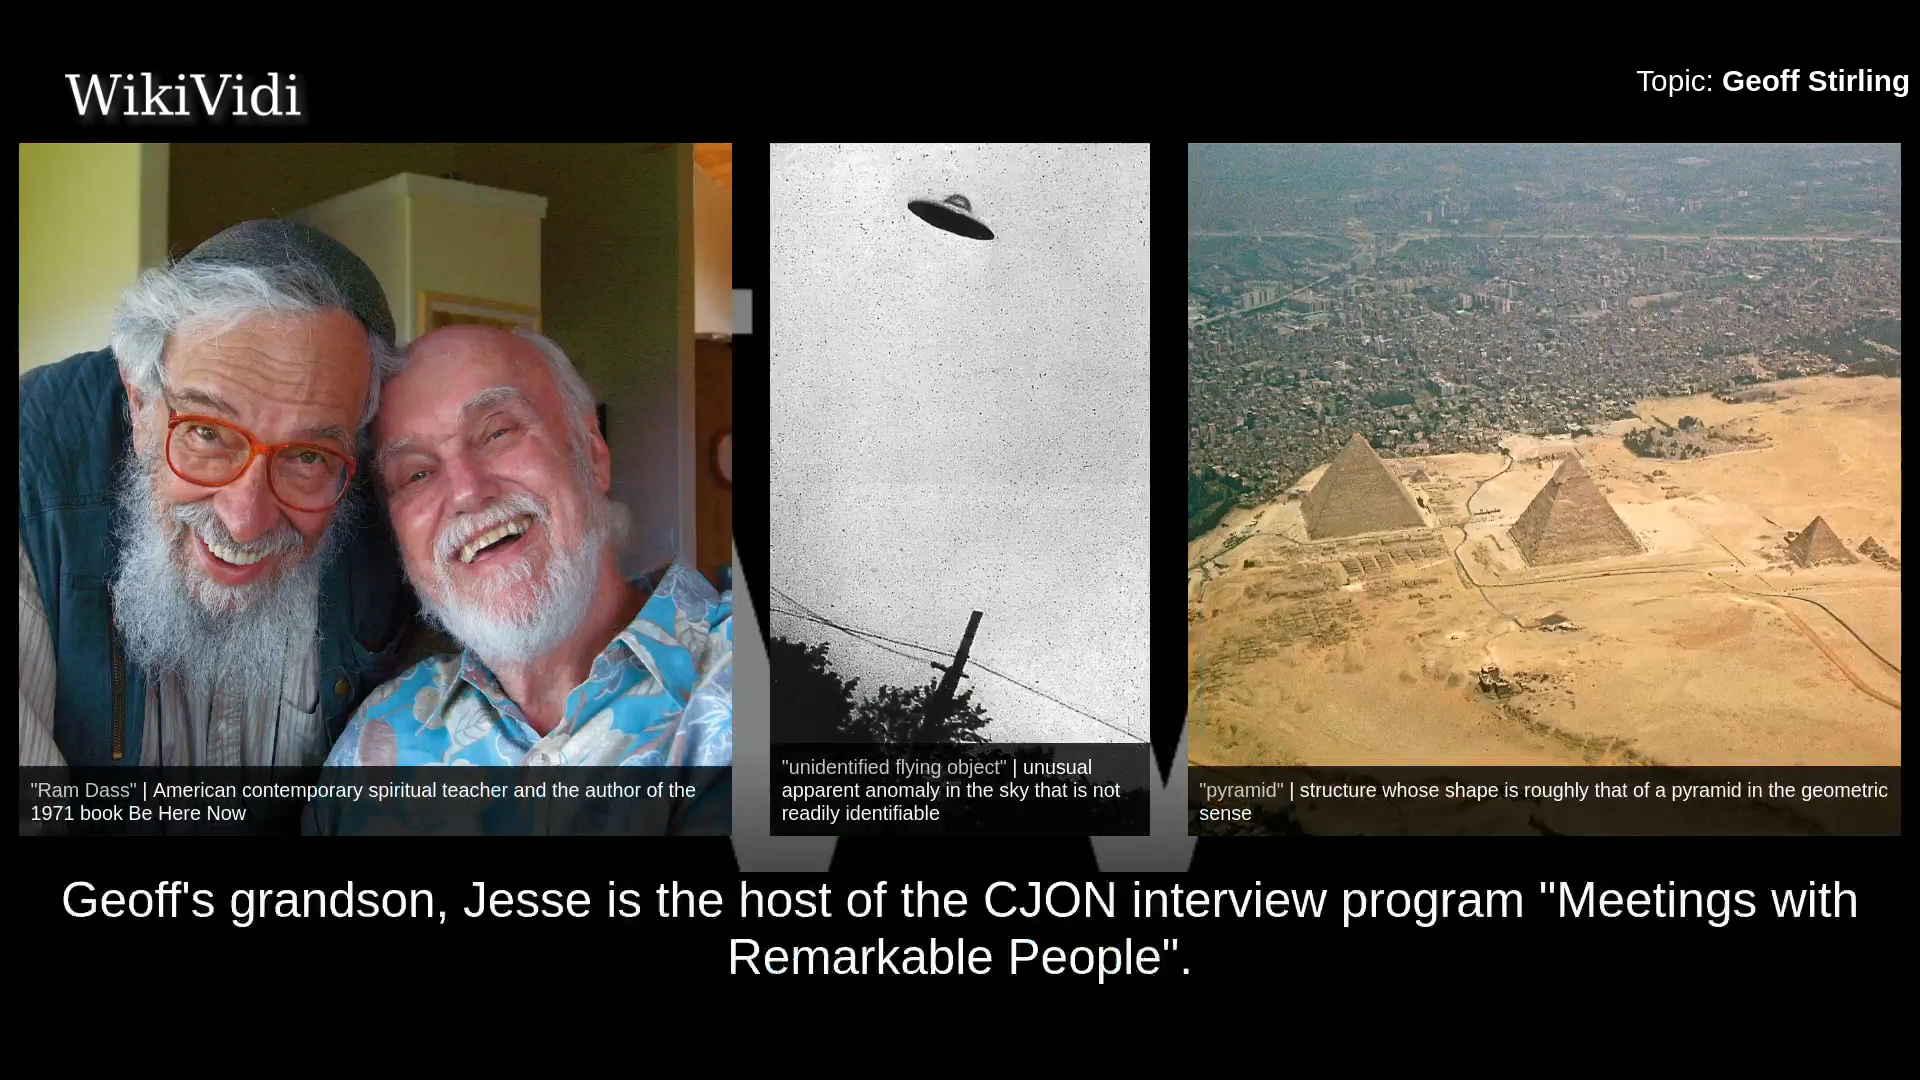 WikiVidi
Topic: Geoff Stirling
"Ram Dass" | American contemporary spiritual teacher and the author of the
1971 book Be Here Now
"unidentified flying object" | unusual
apparent anomaly in the sky that is not
readily identifiable
"pyramid" | structure whose shape is roughly that of a pyramid in the geometric
sense
Geoff's grandson, Jesse is the host of the CJON interview program "Meetings with
Remarkable People".